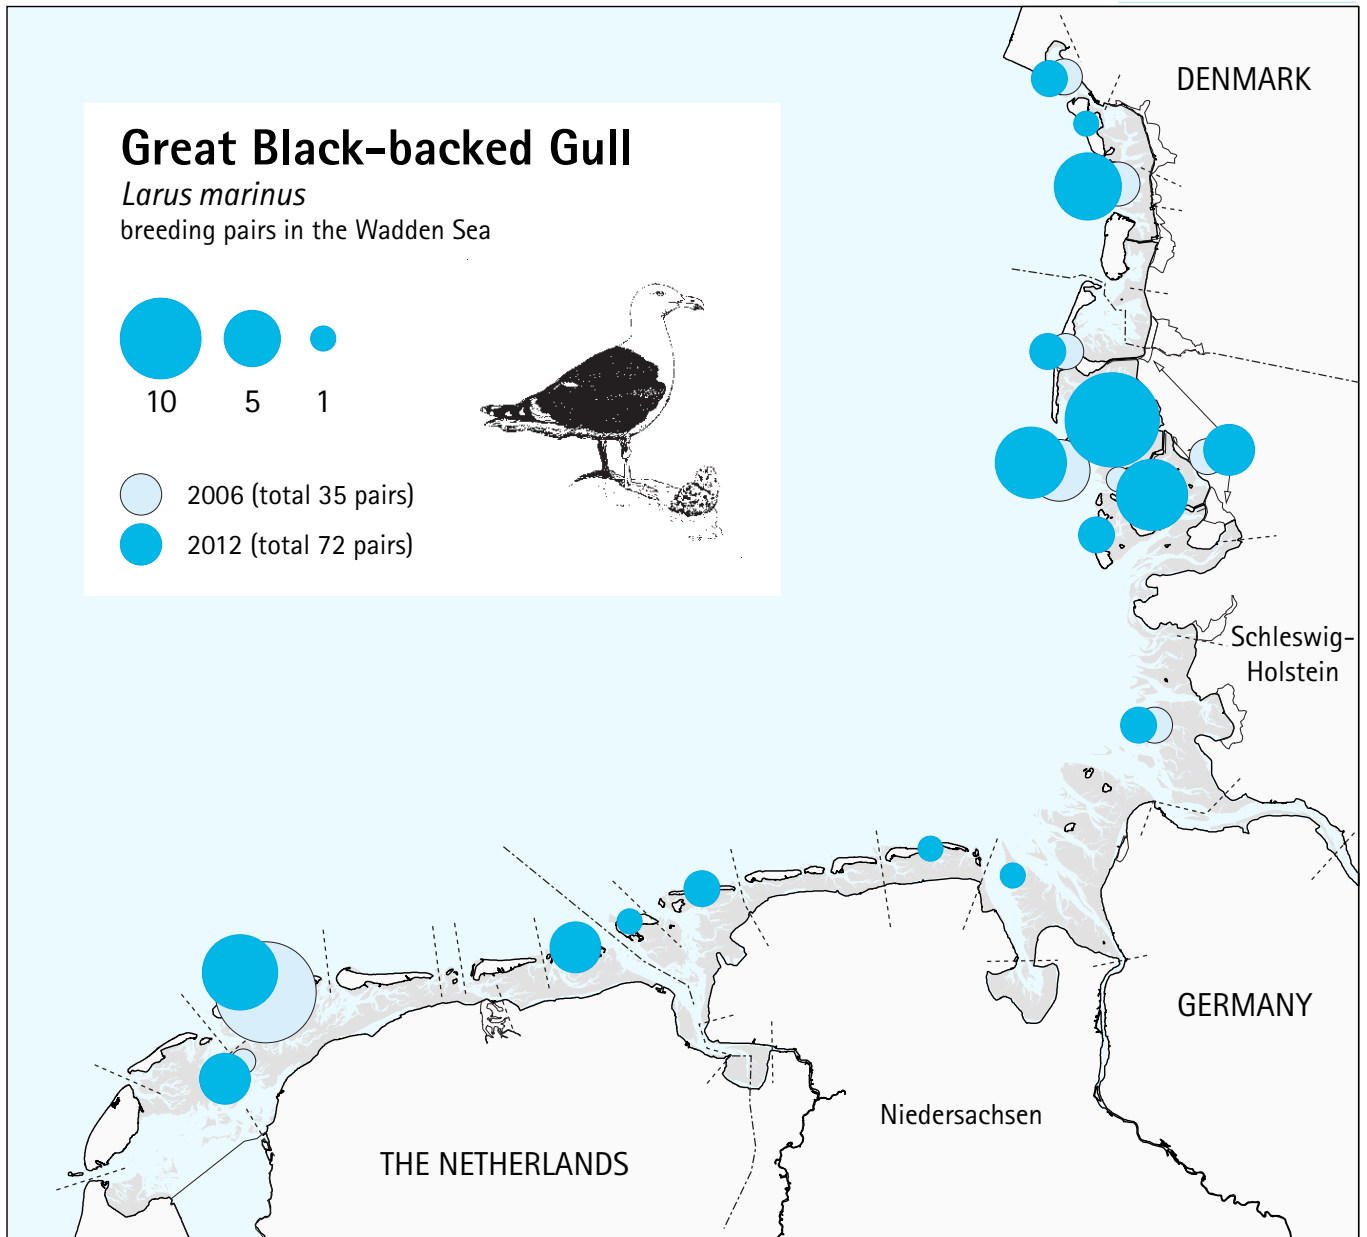 Great Black-backed Gull
Larus marinus
breeding pairs in the Wadden Sea
10 5 1
2006 (total 35 pairs)
2012 (total 72 pairs)
DENMARK
Schleswig-
Holstein
GERMANY
Niedersachsen
THE NETHERLANDS